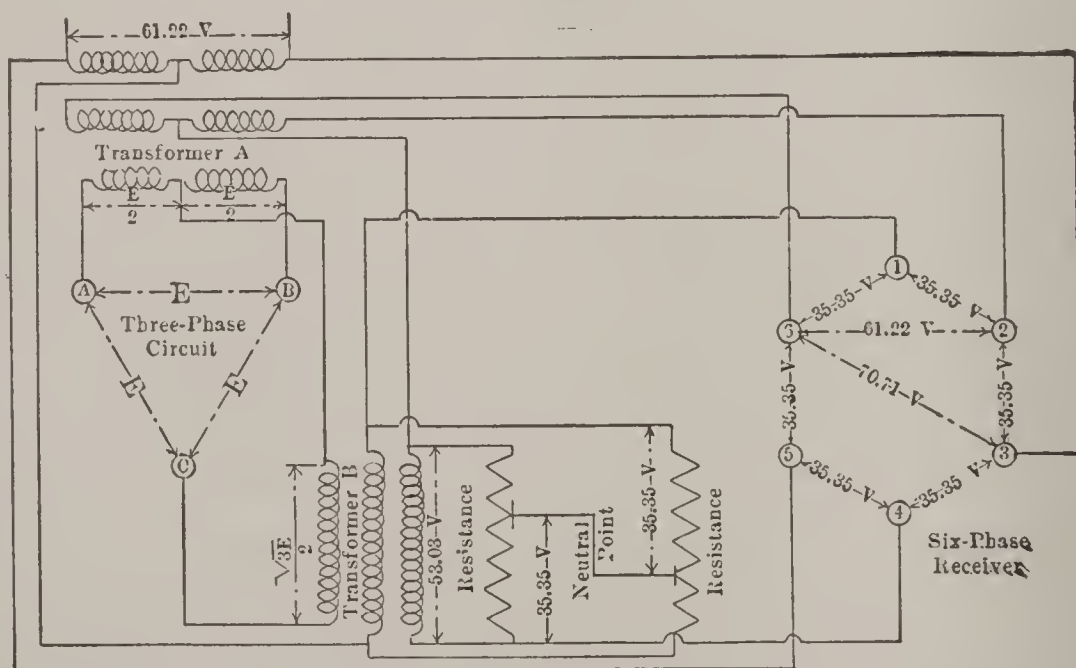 61.22 V
Transformer A
E
2
E
2
A
E
B
Three-Phase
Circuit
E
E
C
√3E
2
Transformer B
53.03-V
Resistance
35.35-V
Neutral
Point
35.35-V
Resistance
1
35.35-V
35.35 V
6
61.22 V
2
70.71-V
35.35-V
35.35-V
5
3
35.35-V
35.35 V
4
Six-Phase
Receiver